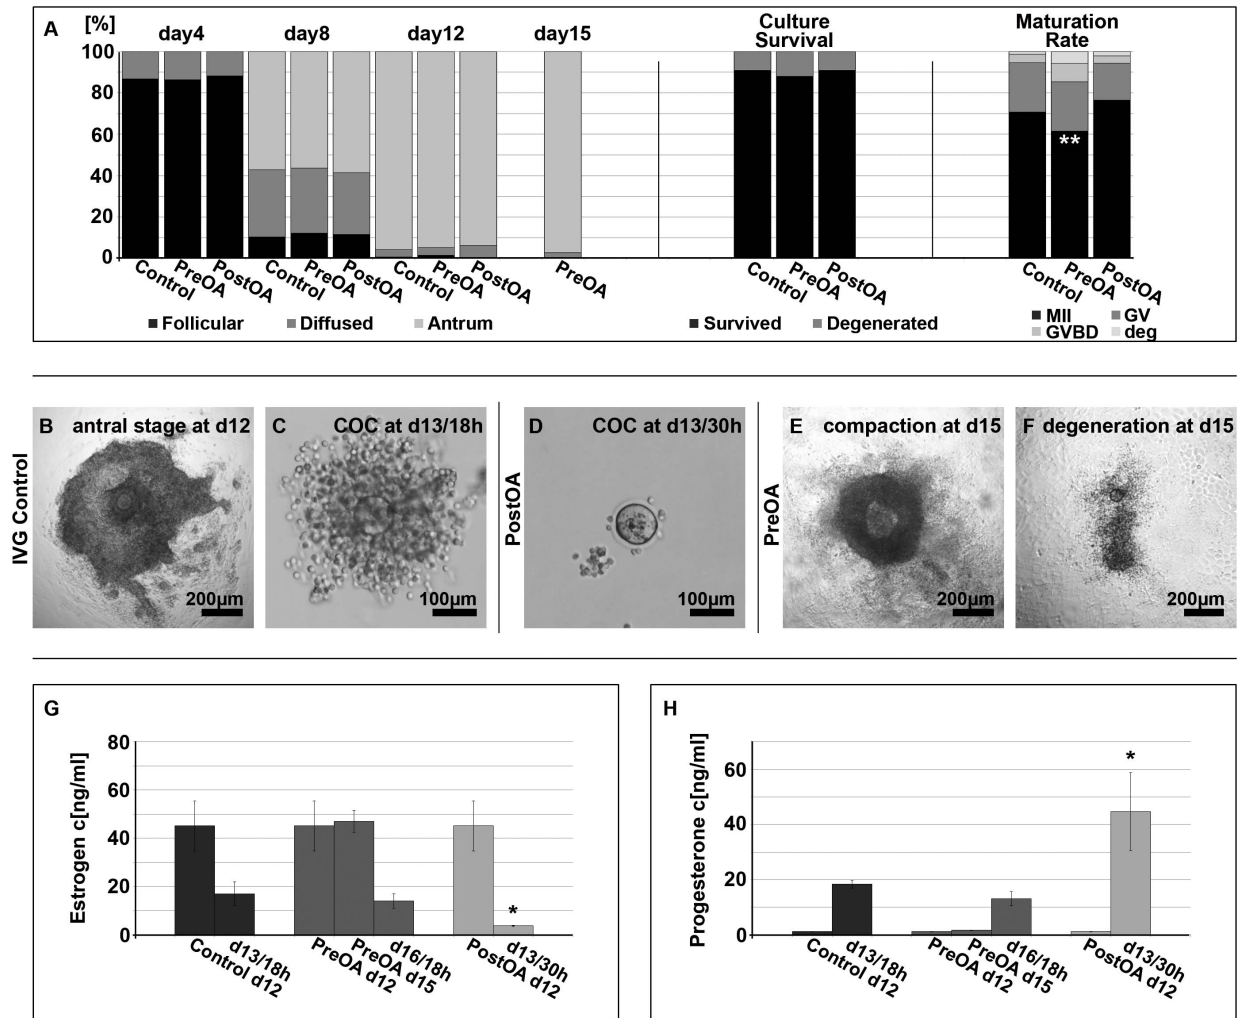 A
[%]
day4
day8
day12
day15
Culture
Survival
Maturation
Rate
100
80
60
40
20
0
**
Control
PreOA
PostOA
Control
PreOA
PostOA
Control
PreOA
PostOA
PreOA
Control
PreOA
PostOA
Control
PreOA
PostOA
Follicular
Diffused
Antrum
Survived
Degenerated
MII
GV
GVBD
deg
IVG Control
B antral stage at d12
200µm
C COC at d13/18h
100µm
PostOA
D COC at d13/30h
100µm
PreOA
E compaction at d15
200µm
F degeneration at d15
200µm
G
Estrogen c[ng/ml]
80
60
40
20
0
*
Control d12
d13/18h
PreOA d12
PreOA d15
d16/18h
PostOA d12
d13/30h
H
Progesterone c[ng/ml]
60
40
20
0
*
Control d12
d13/18h
PreOA d12
PreOA d15
d16/18h
PostOA d12
d13/30h